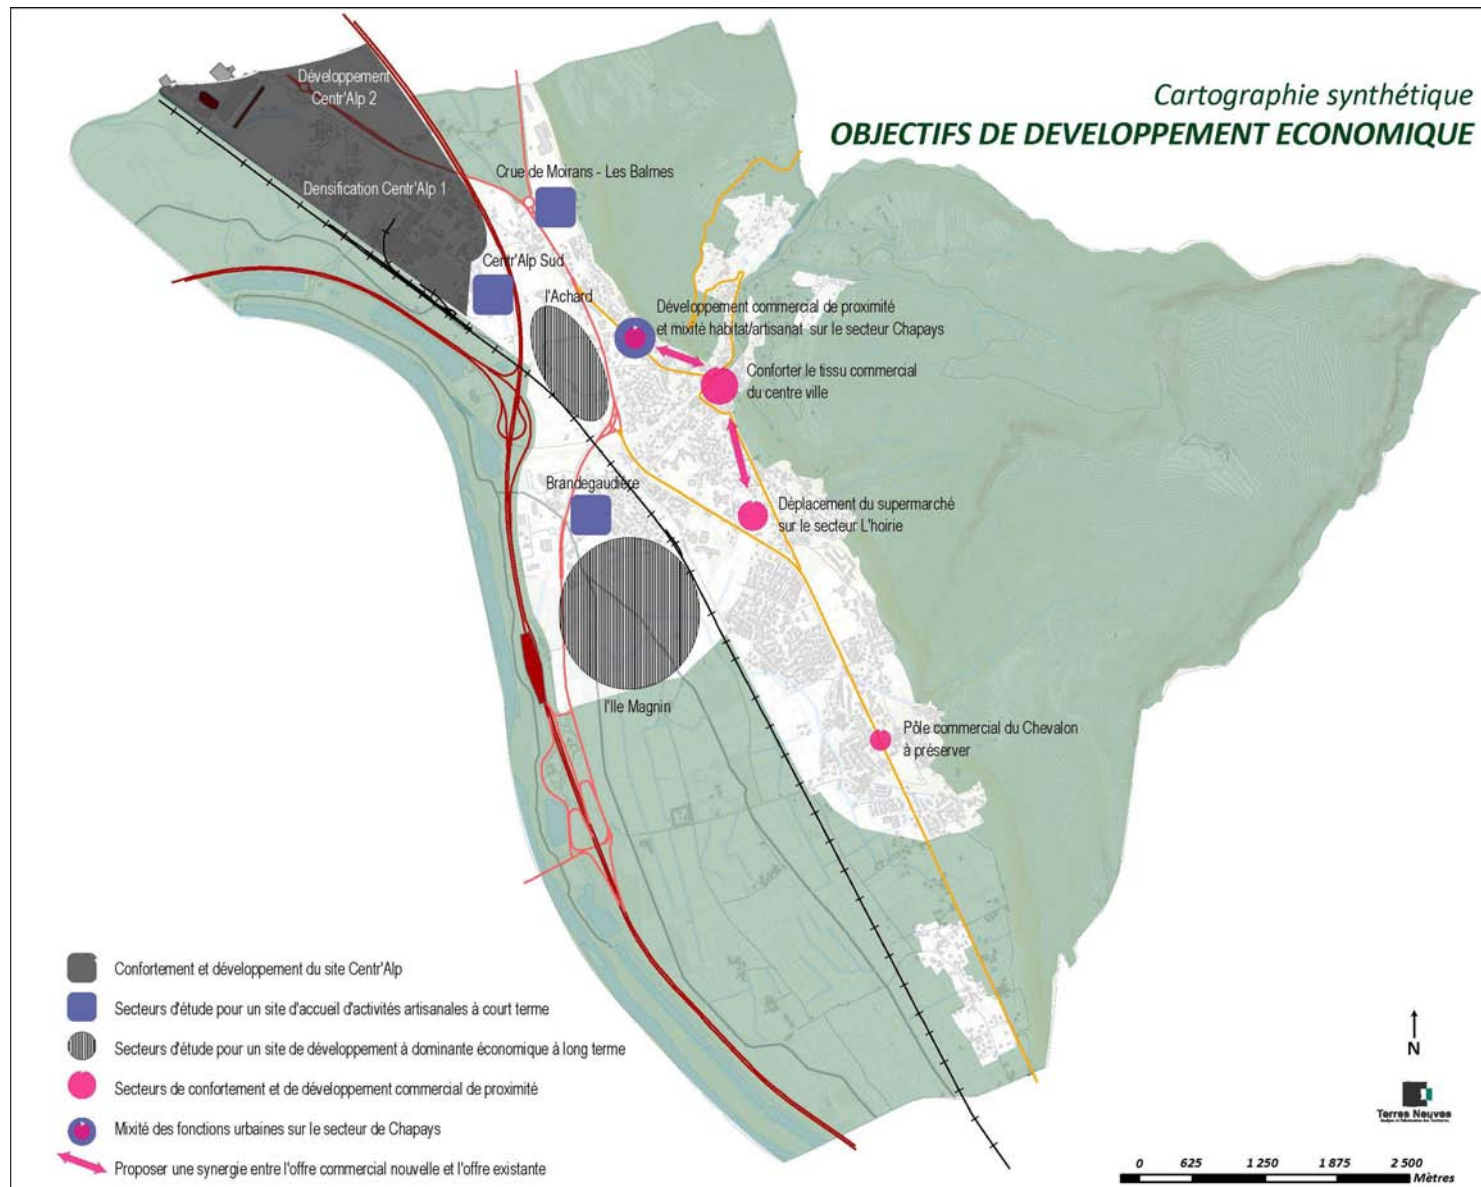 Cartographie synthétique
OBJECTIFS DE DEVELOPPEMENT ECONOMIQUE
Développement
Centr'Alp 2
Densification Centr'Alp 1
Crue de Moirans - Les Balmes
Centr'Alp Sud
l'Achard
Développement commercial de proximité
et mixité habitat/artisanat sur le secteur Chapays
Conforter le tissu commercial
du centre ville
Brandegaudière
Déplacement du supermarché
sur le secteur L'hoirie
l'Ile Magnin
Pôle commercial du Chevalon
à préserver
Confortement et développement du site Centr'Alp
Secteurs d'étude pour un site d'accueil d'activités artisanales à court terme
Secteurs d'étude pour un site de développement à dominante économique à long terme
Secteurs de confortement et de développement commercial de proximité
Mixité des fonctions urbaines sur le secteur de Chapays
Proposer une synergie entre l'offre commercial nouvelle et l'offre existante
N
Terres Neuves
0 625 1 250 1 875 2 500
Mètres